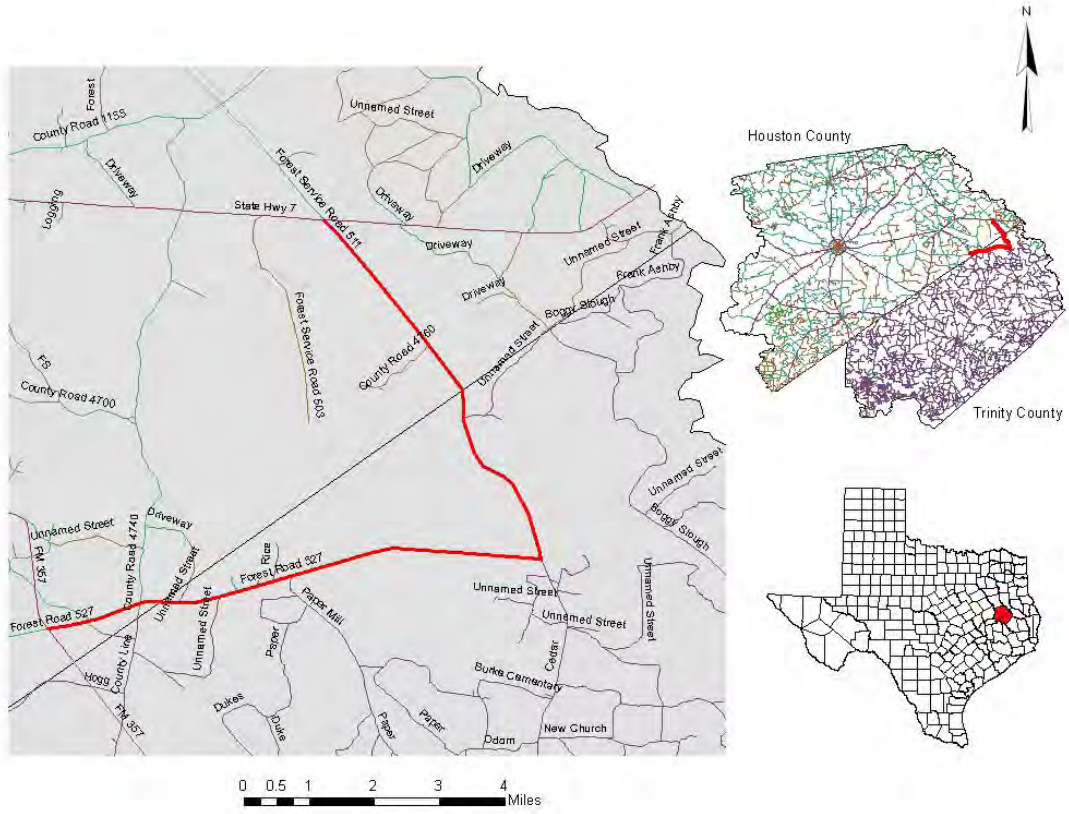 N
Houston County
Trinity County
Forest
County Road 1155
Driveway
Logging
State Hwy 7
Forest Service Road 511
Unnamed Street
Driveway
Driveway
Driveway
Driveway
Unnamed Street
Frank Ashby
Frank Ashby
Boggy Slough
Unnamed Street
County Road 4760
Forest Service Road 503
FS
County Road 4700
Unnamed Street
Boggy Slough
Unnamed Street
Driveway
FM 357
County Road 4740
Unnamed Street
Rice
Forest Road 527
Forest Road 527
Unnamed Street
Paper Mill
Paper
Unnamed Street
Unnamed Street
Unnamed Street
Cedar
Hogg
County Line
FM 357
Burke Cementary
Dukes
Duke
Paper
Paper
Odom
New Church
0 0.5 1 2 3 4
Miles